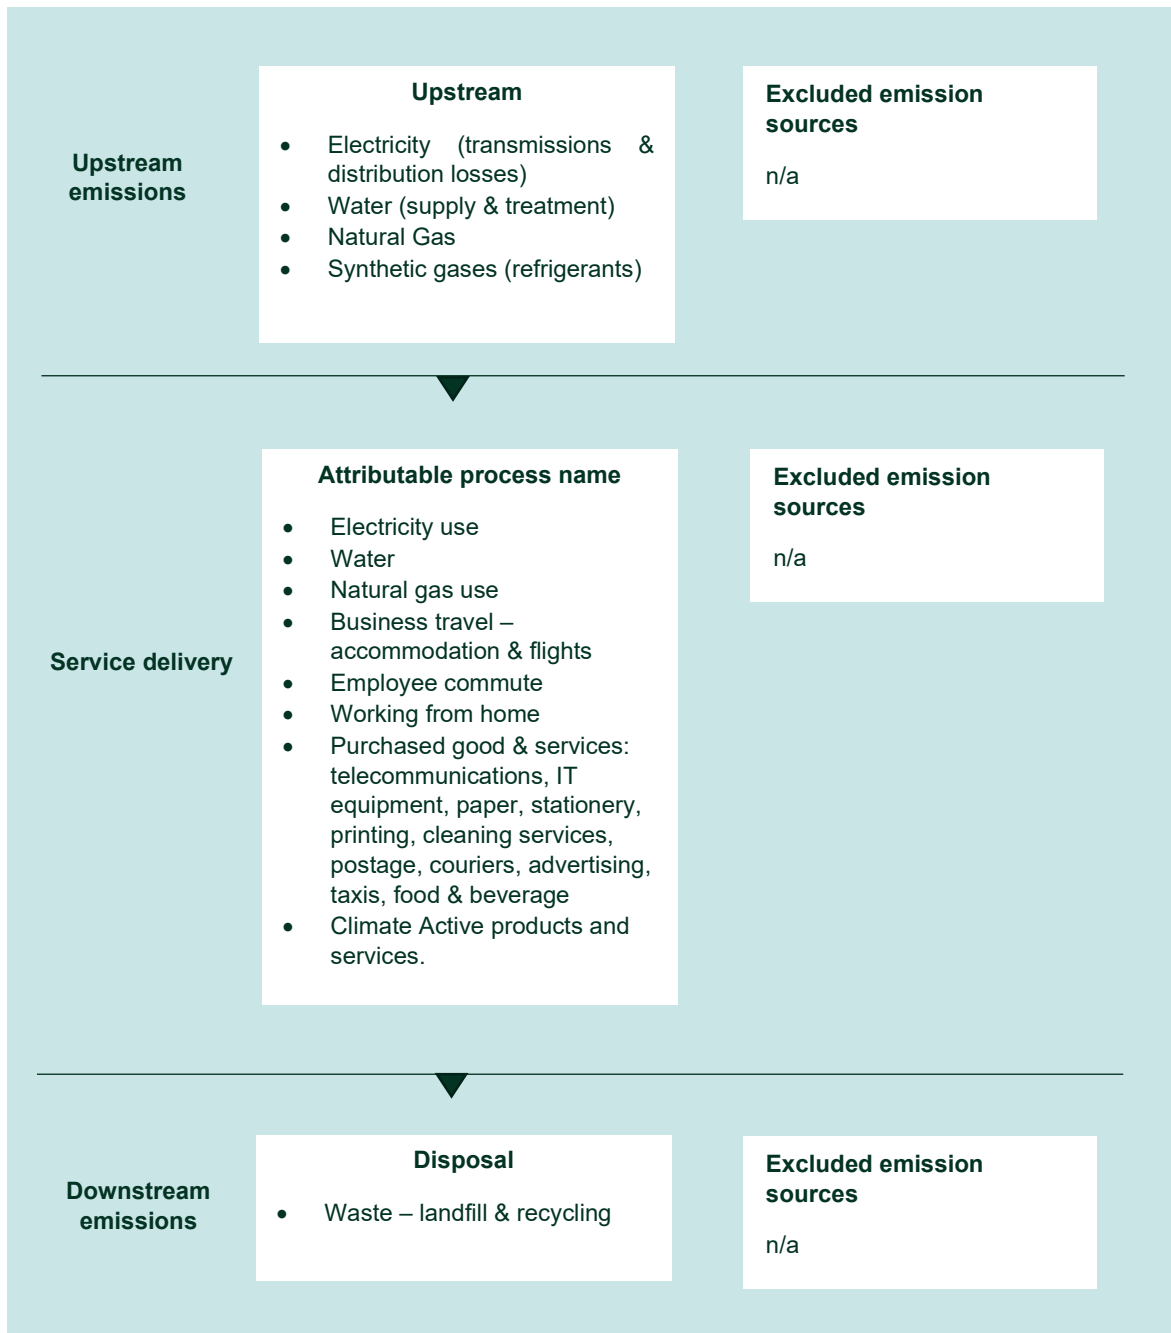 Upstream
emissions
Upstream
• Electricity (transmissions &
distribution losses)
• Water (supply & treatment)
• Natural Gas
• Synthetic gases (refrigerants)
Excluded emission
sources
n/a
Service delivery
Attributable process name
• Electricity use
• Water
• Natural gas use
• Business travel –
accommodation & flights
• Employee commute
• Working from home
• Purchased good & services:
telecommunications, IT
equipment, paper, stationery,
printing, cleaning services,
postage, couriers, advertising,
taxis, food & beverage
• Climate Active products and
services.
Excluded emission
sources
n/a
Downstream
emissions
Disposal
• Waste – landfill & recycling
Excluded emission
sources
n/a